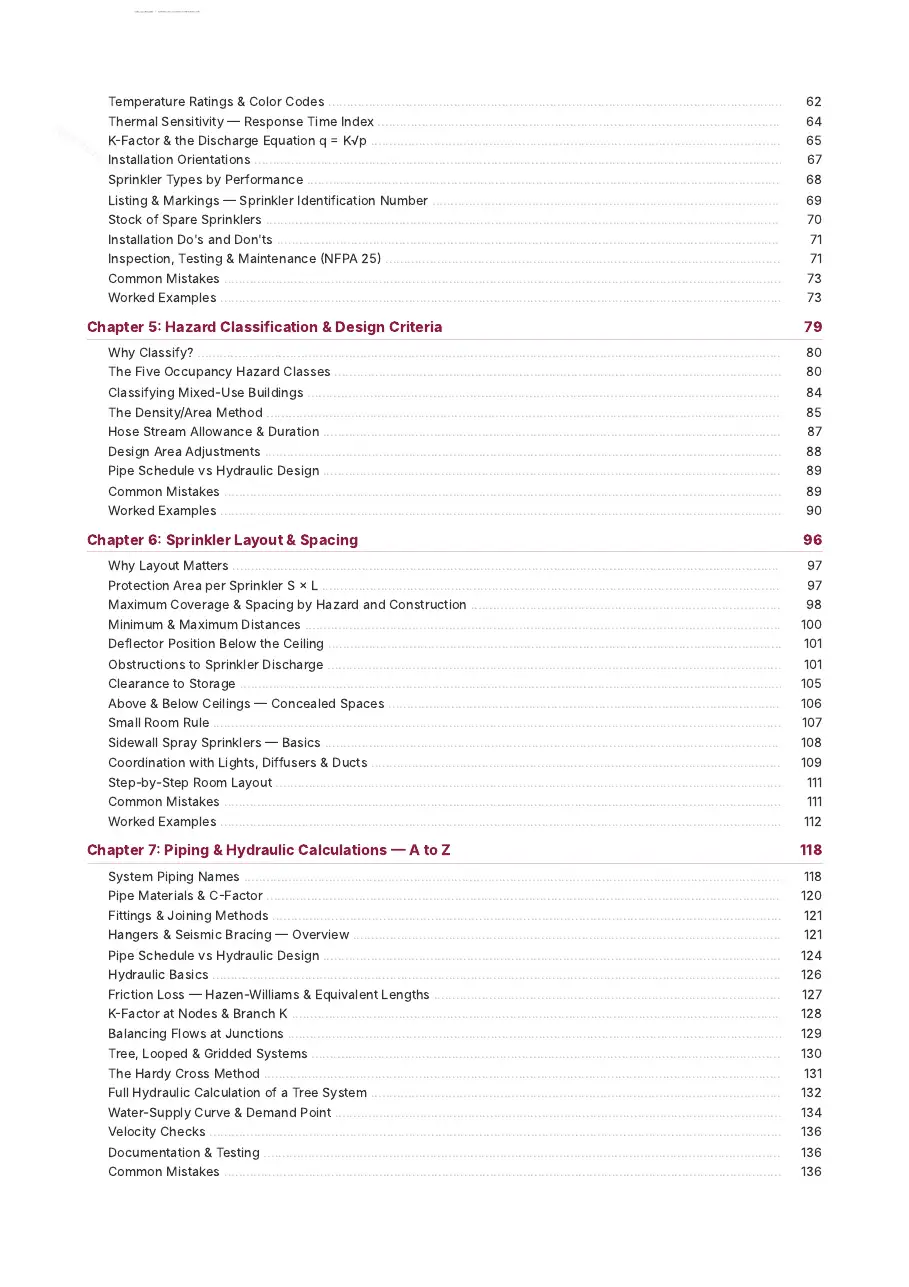 Temperature Ratings & Color Codes 62
Thermal Sensitivity — Response Time Index 64
K-Factor & the Discharge Equation q = K√p 65
Installation Orientations 67
Sprinkler Types by Performance 68
Listing & Markings — Sprinkler Identification Number 69
Stock of Spare Sprinklers 70
Installation Do's and Don'ts 71
Inspection, Testing & Maintenance (NFPA 25) 71
Common Mistakes 73
Worked Examples 73
Chapter 5: Hazard Classification & Design Criteria 79
Why Classify? 80
The Five Occupancy Hazard Classes 80
Classifying Mixed-Use Buildings 84
The Density/Area Method 85
Hose Stream Allowance & Duration 87
Design Area Adjustments 88
Pipe Schedule vs Hydraulic Design 89
Common Mistakes 89
Worked Examples 90
Chapter 6: Sprinkler Layout & Spacing 96
Why Layout Matters 97
Protection Area per Sprinkler S × L 97
Maximum Coverage & Spacing by Hazard and Construction 98
Minimum & Maximum Distances 100
Deflector Position Below the Ceiling 101
Obstructions to Sprinkler Discharge 101
Clearance to Storage 105
Above & Below Ceilings — Concealed Spaces 106
Small Room Rule 107
Sidewall Spray Sprinklers — Basics 108
Coordination with Lights, Diffusers & Ducts 109
Step-by-Step Room Layout 111
Common Mistakes 111
Worked Examples 112
Chapter 7: Piping & Hydraulic Calculations — A to Z 118
System Piping Names 118
Pipe Materials & C-Factor 120
Fittings & Joining Methods 121
Hangers & Seismic Bracing — Overview 121
Pipe Schedule vs Hydraulic Design 124
Hydraulic Basics 126
Friction Loss — Hazen-Williams & Equivalent Lengths 127
K-Factor at Nodes & Branch K 128
Balancing Flows at Junctions 129
Tree, Looped & Gridded Systems 130
The Hardy Cross Method 131
Full Hydraulic Calculation of a Tree System 132
Water-Supply Curve & Demand Point 134
Velocity Checks 136
Documentation & Testing 136
Common Mistakes 136